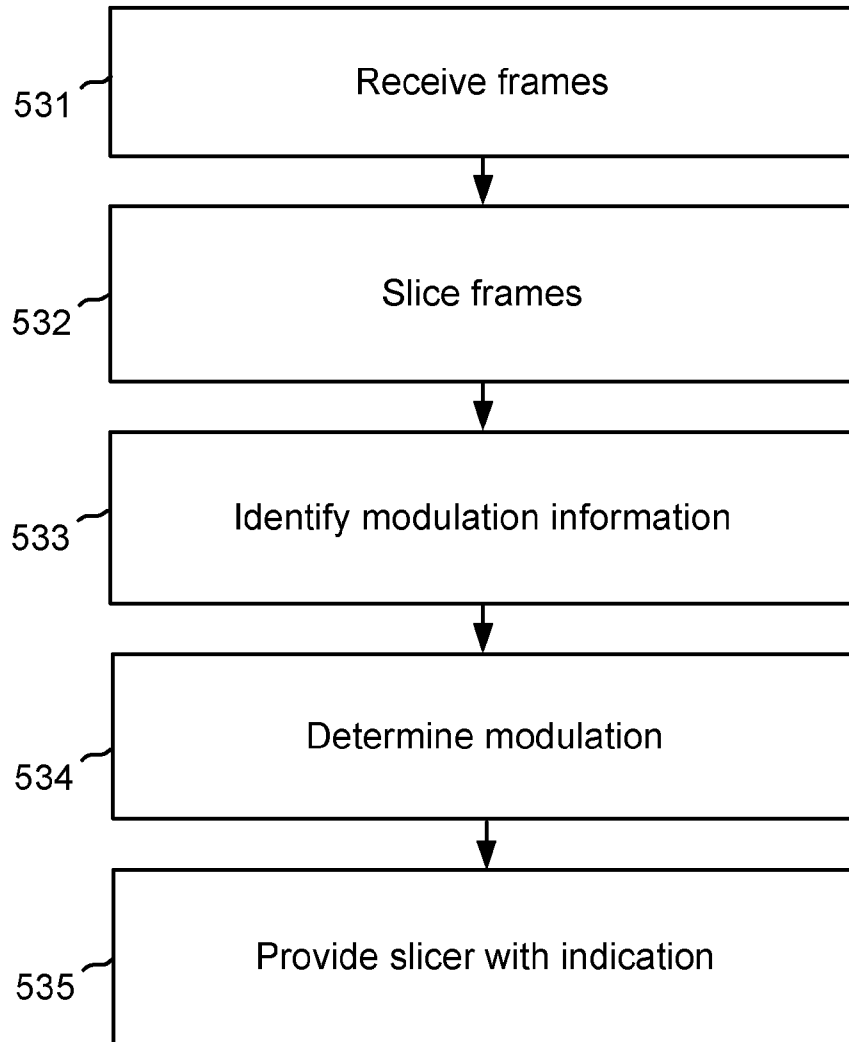 Receive frames
531
Slice frames
532
Identify modulation information
533
Determine modulation
534
Provide slicer with indication
535